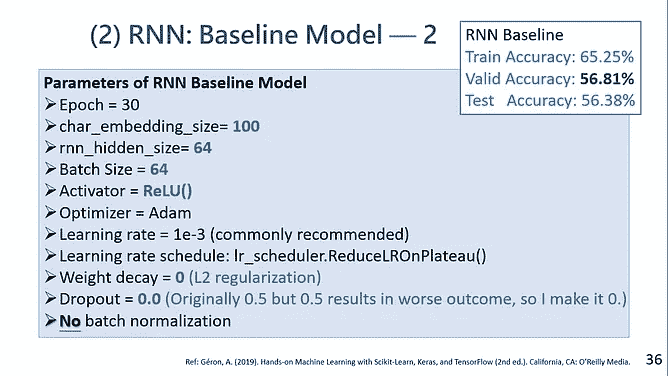 (2) RNN: Baseline Model — 2
RNN Baseline
Train Accuracy: 65.25%
Valid Accuracy: 56.81%
Test Accuracy: 56.38%
Parameters of RNN Baseline Model
➢Epoch = 30
➢char_embedding_size= 100
➢rnn_hidden_size= 64
➢Batch Size = 64
➢Activator = ReLU()
➢Optimizer = Adam
➢Learning rate = 1e-3 (commonly recommended)
➢Learning rate schedule: lr_scheduler.ReduceLROnPlateau()
➢Weight decay = 0 (L2 regularization)
➢Dropout = 0.0 (Originally 0.5 but 0.5 results in worse outcome, so I make it 0.)
➢No batch normalization
Ref: Géron, A. (2019). Hands-on Machine Learning with Scikit-Learn, Keras, and TensorFlow (2nd ed.). California, CA: O'Reilly Media.
36